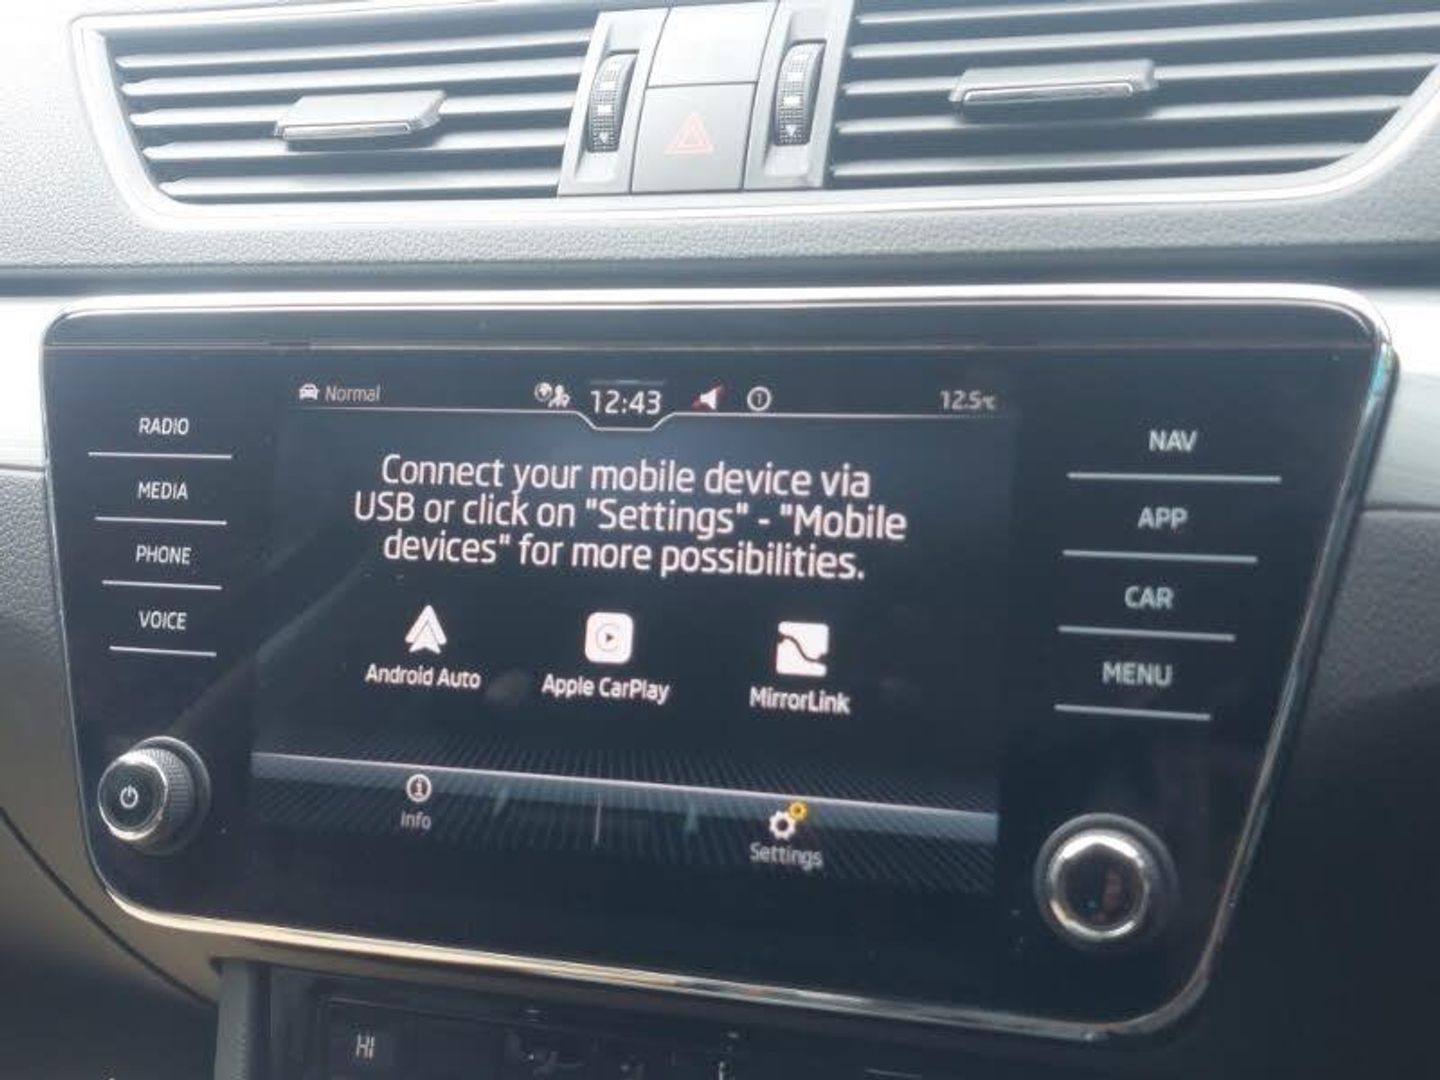 Normal 12:43 12.5°C
RADIO
MEDIA
PHONE
VOICE
Connect your mobile device via
USB or click on "Settings" - "Mobile
devices" for more possibilities.
Android Auto Apple CarPlay MirrorLink
Info Settings
NAV
APP
CAR
MENU
HI